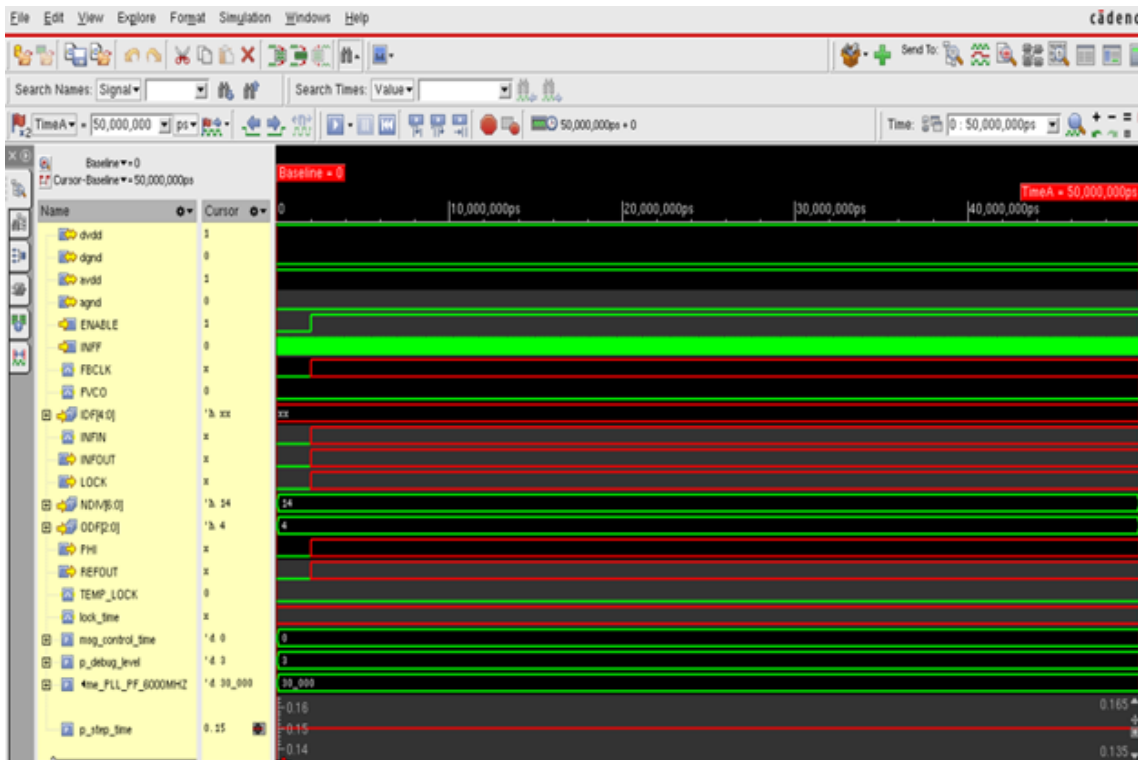 File Edit View Explore Format Simulation Windows Help
cādenc
Send To:
Search Names: Signal
Search Times: Value
x2 TimeA = 50,000,000 ps
50,000,000ps + 0
Time: 0 : 50,000,000ps
Baseline = 0
Cursor-Baseline = 50,000,000ps
Baseline = 0
TimeA = 50,000,000ps
Name Cursor 0 10,000,000ps 20,000,000ps 30,000,000ps 40,000,000ps
dvdd 1
dgnd 0
avdd 1
agnd 0
ENABLE 1
INFF 0
FBCLK x
FVCO 0
IDF[4:0] 'h xx xx
INFIN x
INFOUT x
LOCK x
NDIV[6:0] 'h 14 14
ODF[2:0] 'h 4 4
PHI x
REFOUT x
TEMP_LOCK 0
lock_time x
msg_control_time 'd 0 0
p_debug_level 'd 3 3
me_PLL_PF_6000MHZ 'd 30_000 30_000
0.16 0.165
p_step_time 0.15 0.15
0.14 0.135